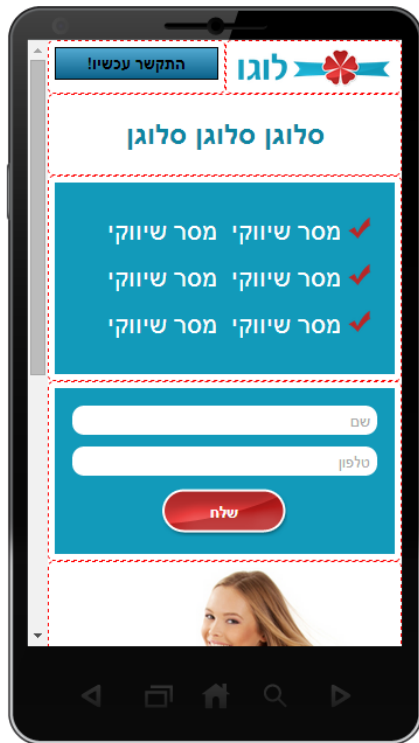 לוגו
התקשר עכשיו!
סלוגן סלוגן סלוגן
מסר שיווקי מסר שיווקי
מסר שיווקי מסר שיווקי
מסר שיווקי מסר שיווקי
שם
טלפון
שלח